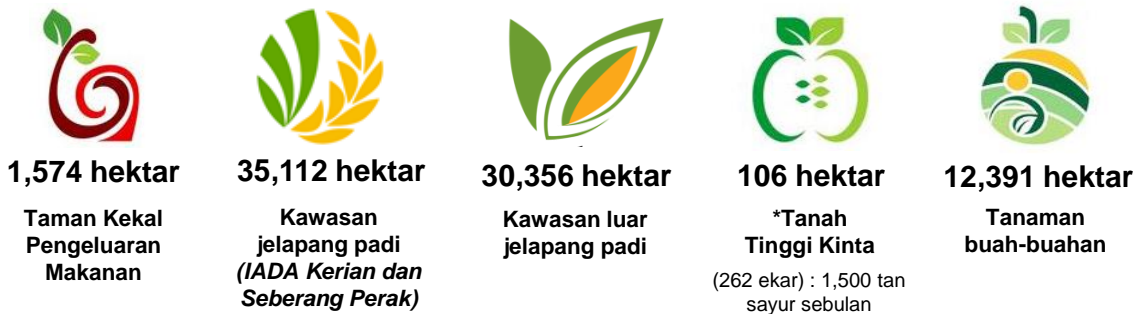 1,574 hektar
Taman Kekal
Pengeluaran
Makanan
35,112 hektar
Kawasan
jelapang padi
(IADA Kerian dan
Seberang Perak)
30,356 hektar
Kawasan luar
jelapang padi
106 hektar
*Tanah
Tinggi Kinta
(262 ekar) : 1,500 tan
sayur sebulan
12,391 hektar
Tanaman
buah-buahan